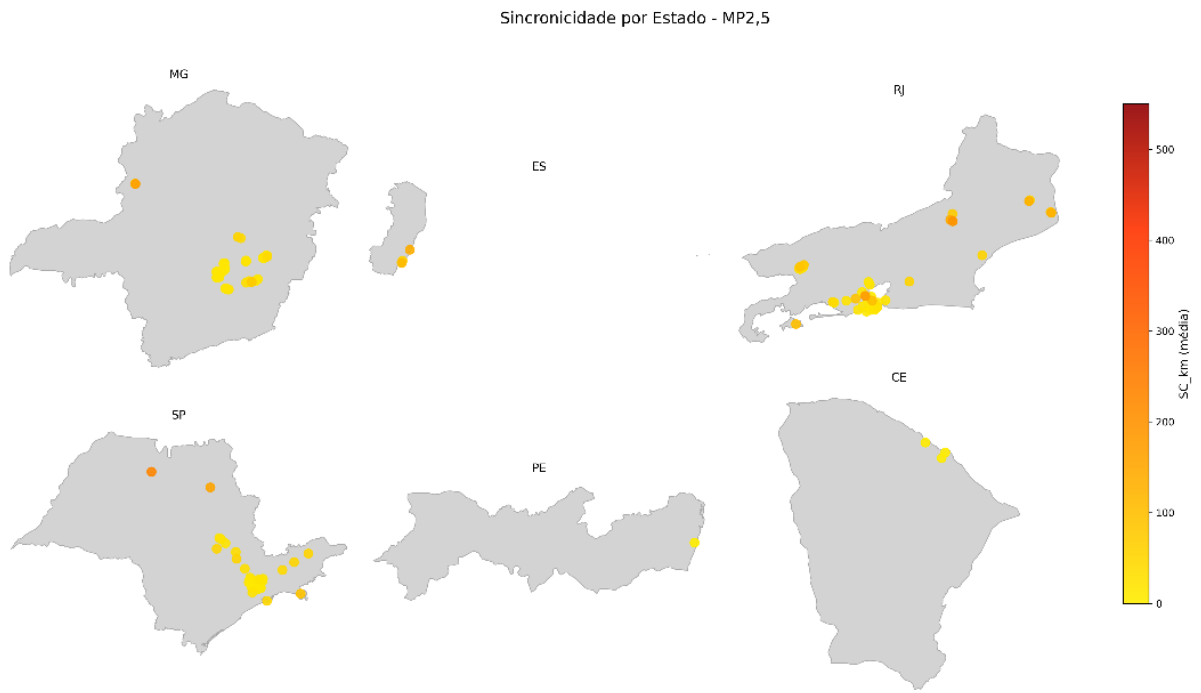 Sincronicidade por Estado - MP2,5
MG
ES
RJ
SP
PE
CE
500
400
300
200
100
0
SC_km (média)